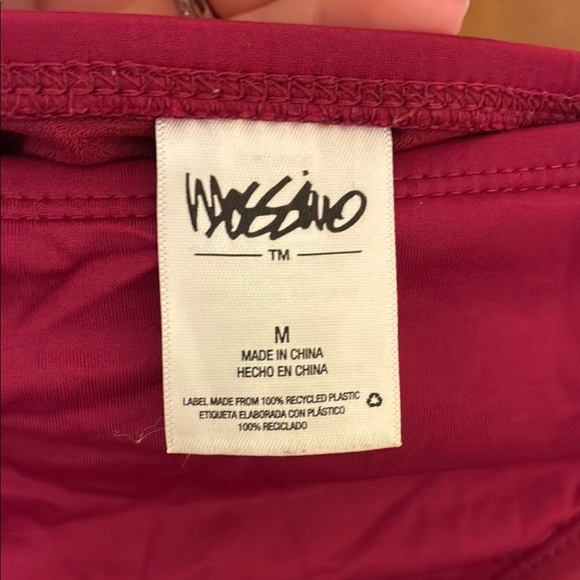 Mossimo
TM
M
MADE IN CHINA
HECHO EN CHINA
LABEL MADE FROM 100% RECYCLED PLASTIC
ETIQUETA ELABORADA CON PLÁSTICO
100% RECICLADO